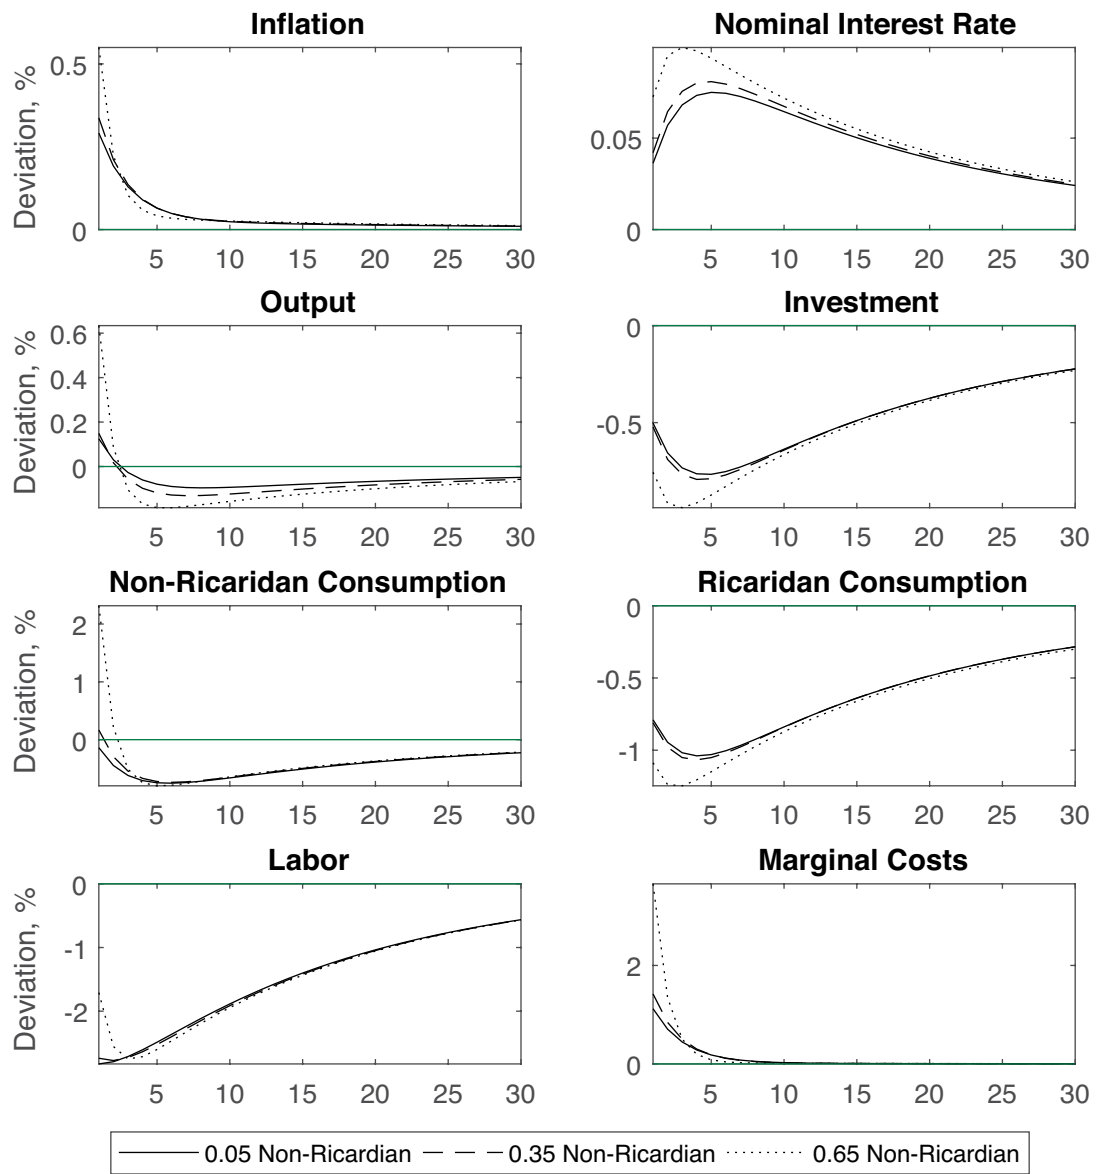 Inflation
Nominal Interest Rate
Deviation, %
0.5
0
5 10 15 20 25 30
0.05
0
5 10 15 20 25 30
Output
Investment
Deviation, %
0.6
0.4
0.2
0
5 10 15 20 25 30
0
-0.5
5 10 15 20 25 30
Non-Ricaridan Consumption
Ricaridan Consumption
Deviation, %
2
1
0
5 10 15 20 25 30
0
-0.5
-1
5 10 15 20 25 30
Labor
Marginal Costs
Deviation, %
0
-1
-2
5 10 15 20 25 30
2
0
5 10 15 20 25 30
0.05 Non-Ricardian 0.35 Non-Ricardian 0.65 Non-Ricardian